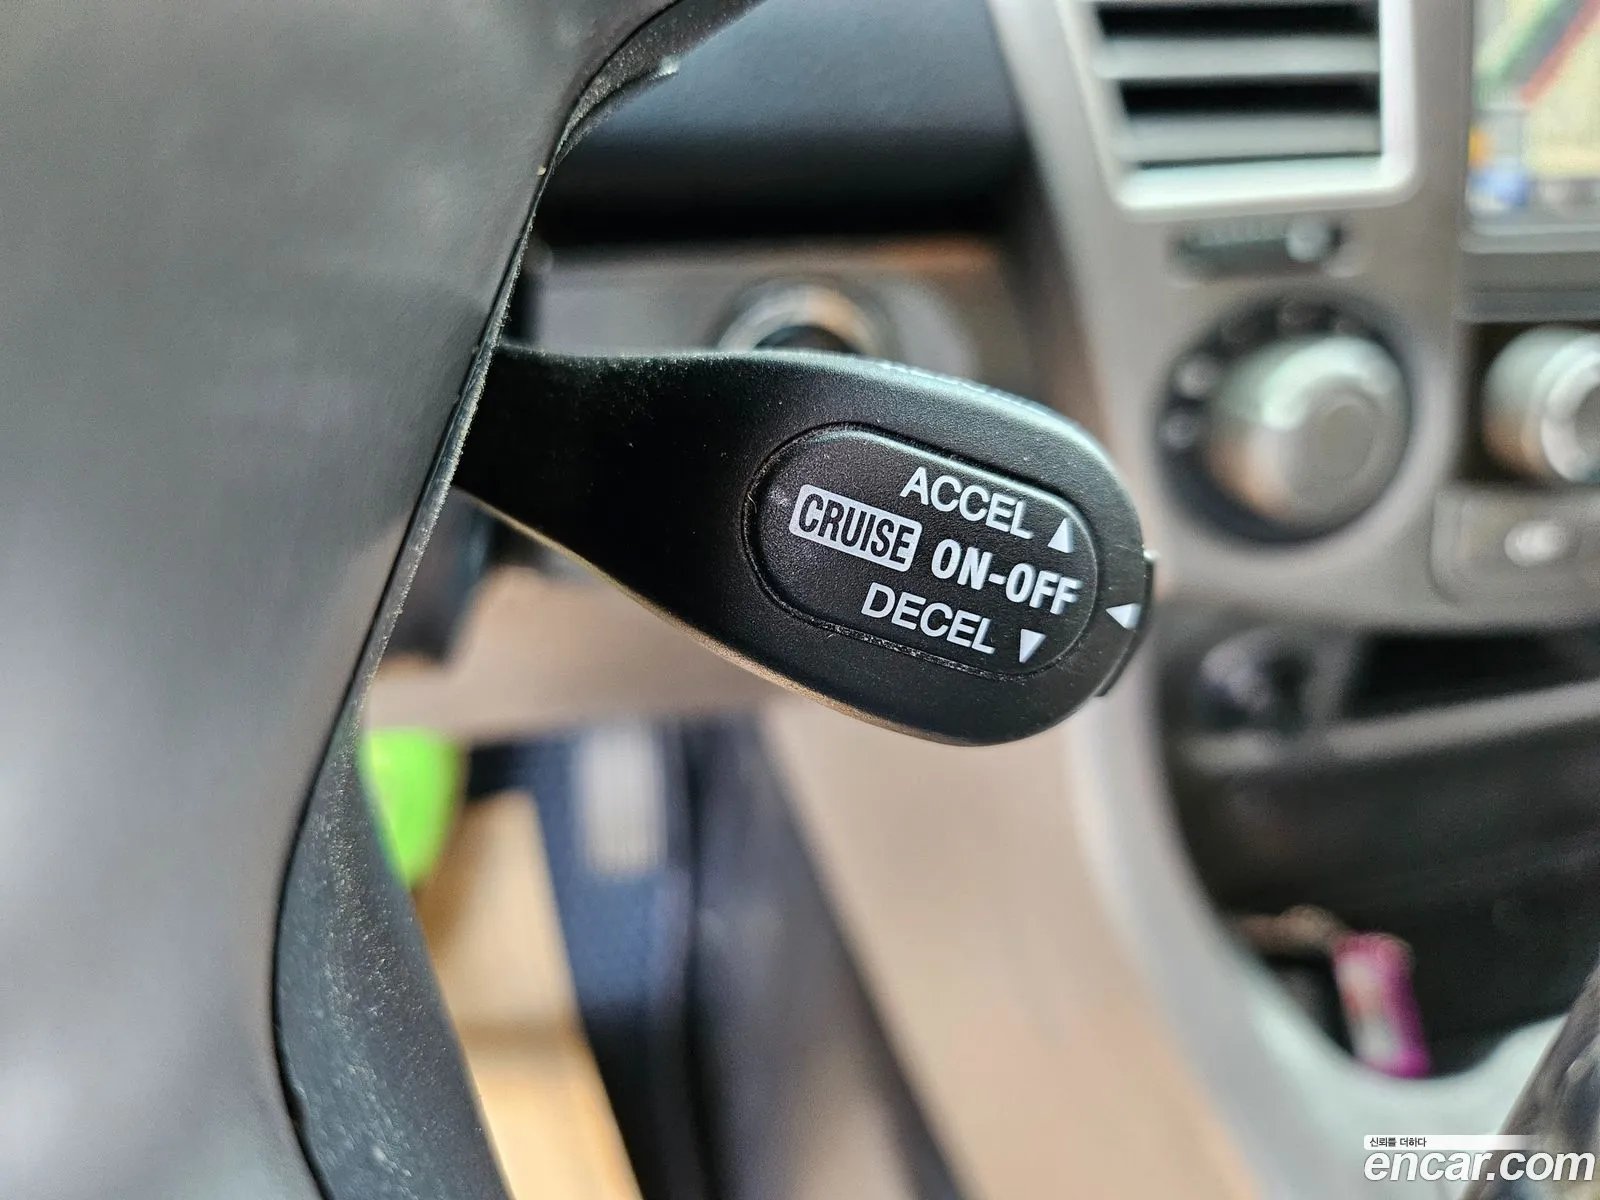 ACCEL ▲
CRUISE ON-OFF ◀
DECEL ▼
신뢰를 더하다
encar.com